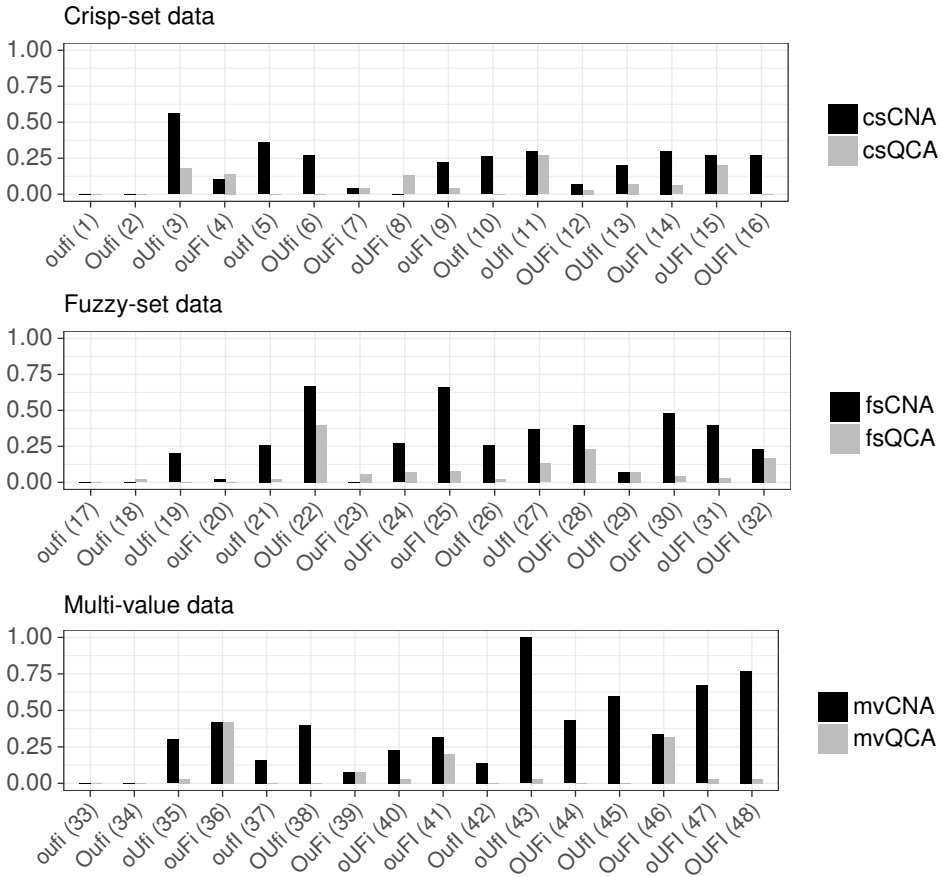 Crisp-set data
1.00
0.75
0.50
0.25
0.00
oufi (1)
Oufi (2)
oUfi (3)
ouFi (4)
oufI (5)
OUfi (6)
OuFi (7)
oUFi (8)
ouFI (9)
OufI (10)
oUfI (11)
OUFi (12)
OUfI (13)
OuFI (14)
oUFI (15)
OUFI (16)
csCNA
csQCA
Fuzzy-set data
1.00
0.75
0.50
0.25
0.00
oufi (17)
Oufi (18)
oUfi (19)
ouFi (20)
oufI (21)
OUfi (22)
OuFi (23)
oUFi (24)
ouFI (25)
OufI (26)
oUfI (27)
OUFi (28)
OUfI (29)
OuFI (30)
oUFI (31)
OUFI (32)
fsCNA
fsQCA
Multi-value data
1.00
0.75
0.50
0.25
0.00
oufi (33)
Oufi (34)
oUfi (35)
ouFi (36)
oufI (37)
OUfi (38)
OuFi (39)
oUFi (40)
ouFI (41)
OufI (42)
oUfI (43)
OUFi (44)
OUfI (45)
OuFI (46)
oUFI (47)
OUFI (48)
mvCNA
mvQCA